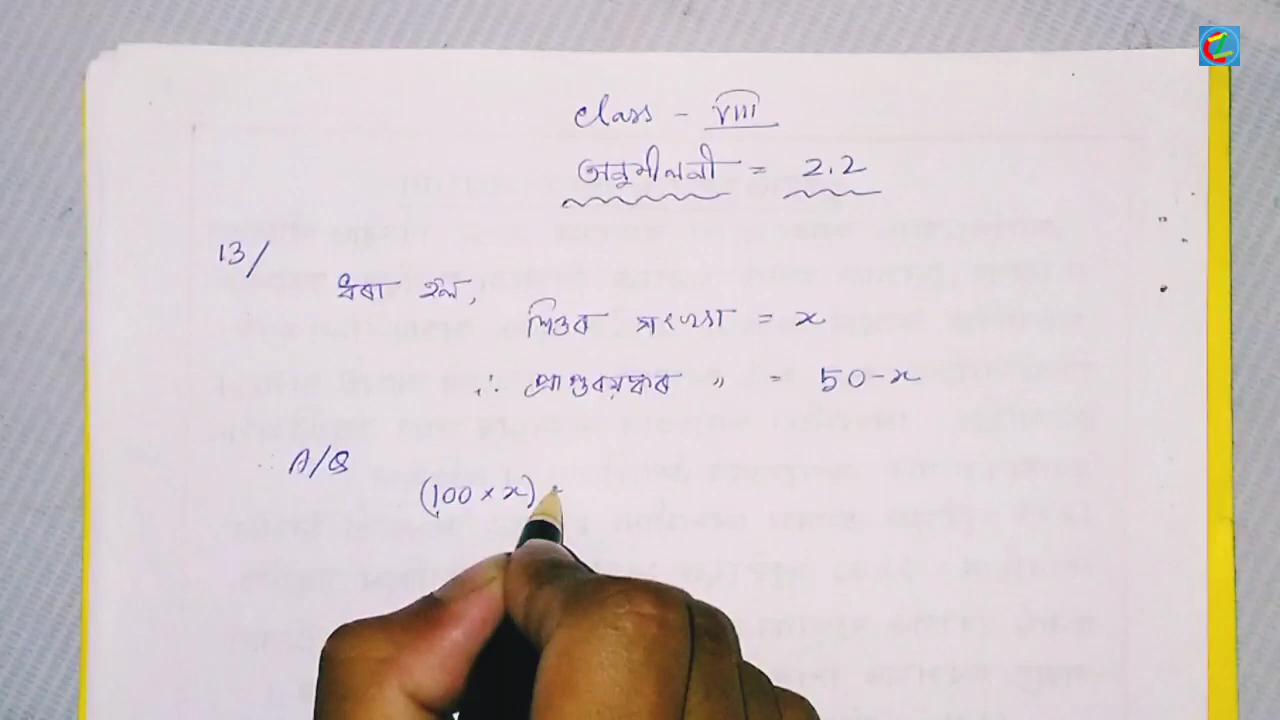 Class - VIII
অনুশীলনী = 2.2
13/
ধৰা হ'ল,
শিশুৰ সংখ্যা = x
∴ প্ৰাপ্তবয়স্কৰ " = 50-x
A/Q
(100 × x)